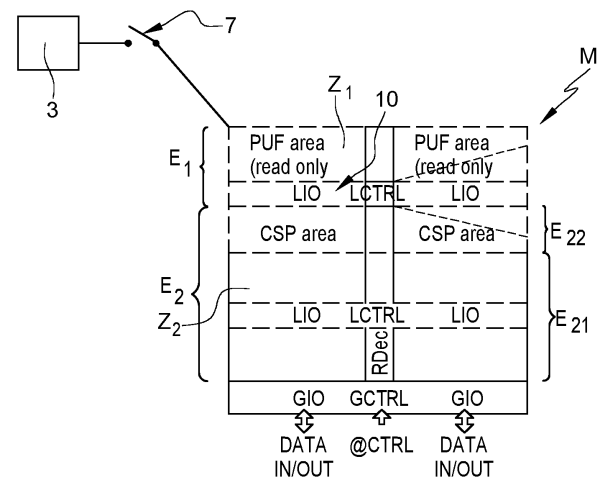 7
3
M
Z1
10
E1
PUF area
(read only
PUF area
(read only
LIO LCTRL LIO
CSP area CSP area
E22
E2
Z2
LIO LCTRL LIO
E21
RDec
GIO GCTRL GIO
DATA
IN/OUT
@CTRL
DATA
IN/OUT